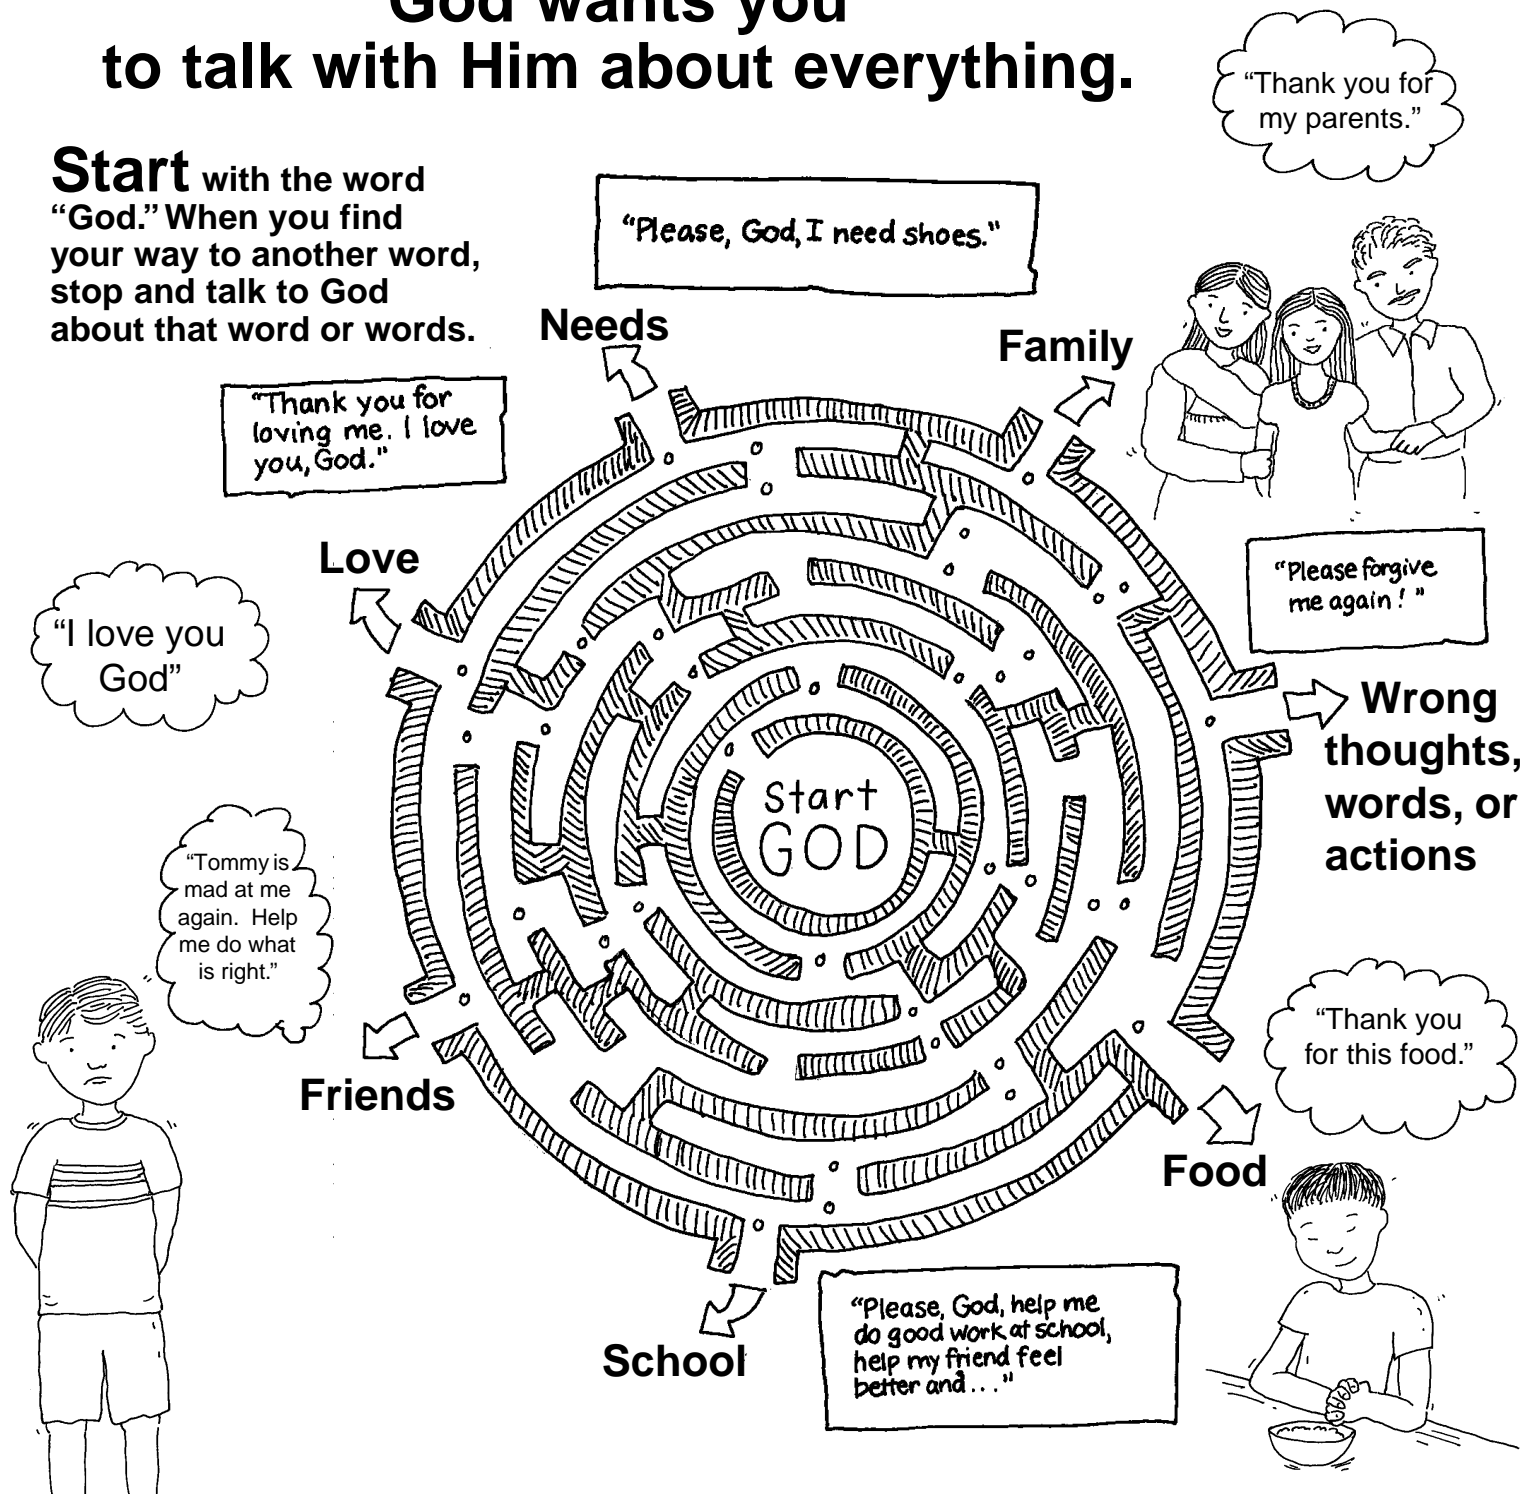 God wants you
to talk with Him about everything.
“Thank you for
my parents.”
Start with the word
“God.” When you find
your way to another word,
stop and talk to God
about that word or words.
“Please, God, I need shoes.”
Needs
Family
“Thank you for
loving me. I love
you, God.”
Love
“Please forgive
me again!”
“I love you
God”
Wrong
thoughts,
words, or
actions
Start
GOD
“Tommy is
mad at me
again. Help
me do what
is right.”
“Thank you
for this food.”
Friends
Food
School
“Please, God, help me
do good work at school,
help my friend feel
better and...”